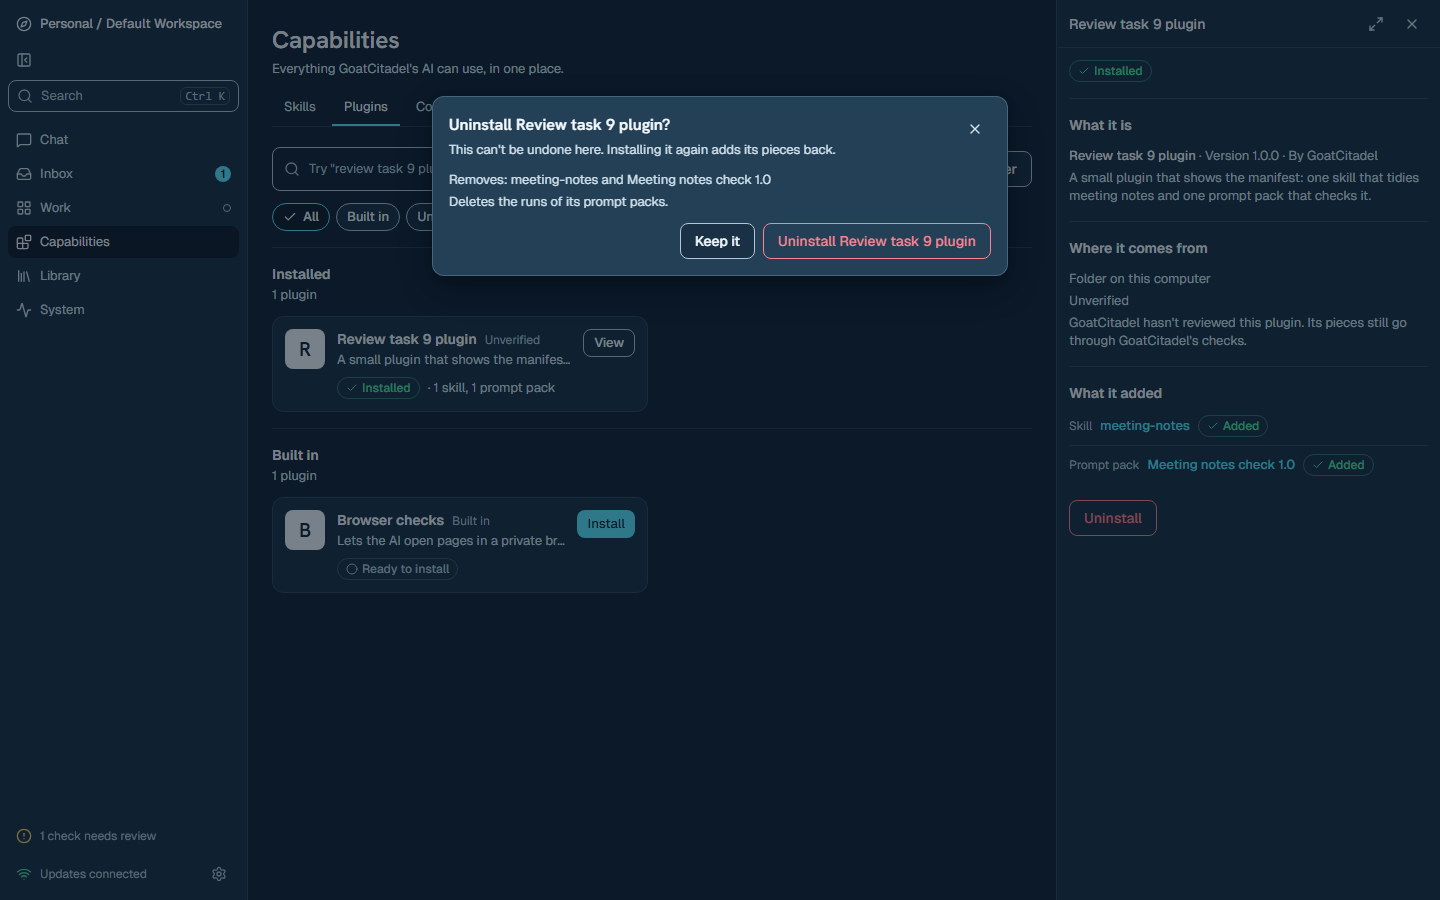 Personal / Default Workspace
Search
Ctrl K
Chat
Inbox
1
Work
Capabilities
Library
System
1 check needs review
Updates connected
Capabilities
Everything GoatCitadel's AI can use, in one place.
Skills
Plugins
Co
Try "review task 9 pl
er
All
Built in
Un
Installed
1 plugin
R
Review task 9 plugin Unverified
View
A small plugin that shows the manifes...
Installed · 1 skill, 1 prompt pack
Built in
1 plugin
B
Browser checks Built in
Install
Lets the AI open pages in a private br...
Ready to install
Uninstall Review task 9 plugin?
This can't be undone here. Installing it again adds its pieces back.
Removes: meeting-notes and Meeting notes check 1.0
Deletes the runs of its prompt packs.
Keep it
Uninstall Review task 9 plugin
Review task 9 plugin
Installed
What it is
Review task 9 plugin · Version 1.0.0 · By GoatCitadel
A small plugin that shows the manifest: one skill that tidies
meeting notes and one prompt pack that checks it.
Where it comes from
Folder on this computer
Unverified
GoatCitadel hasn't reviewed this plugin. Its pieces still go
through GoatCitadel's checks.
What it added
Skill meeting-notes Added
Prompt pack Meeting notes check 1.0 Added
Uninstall